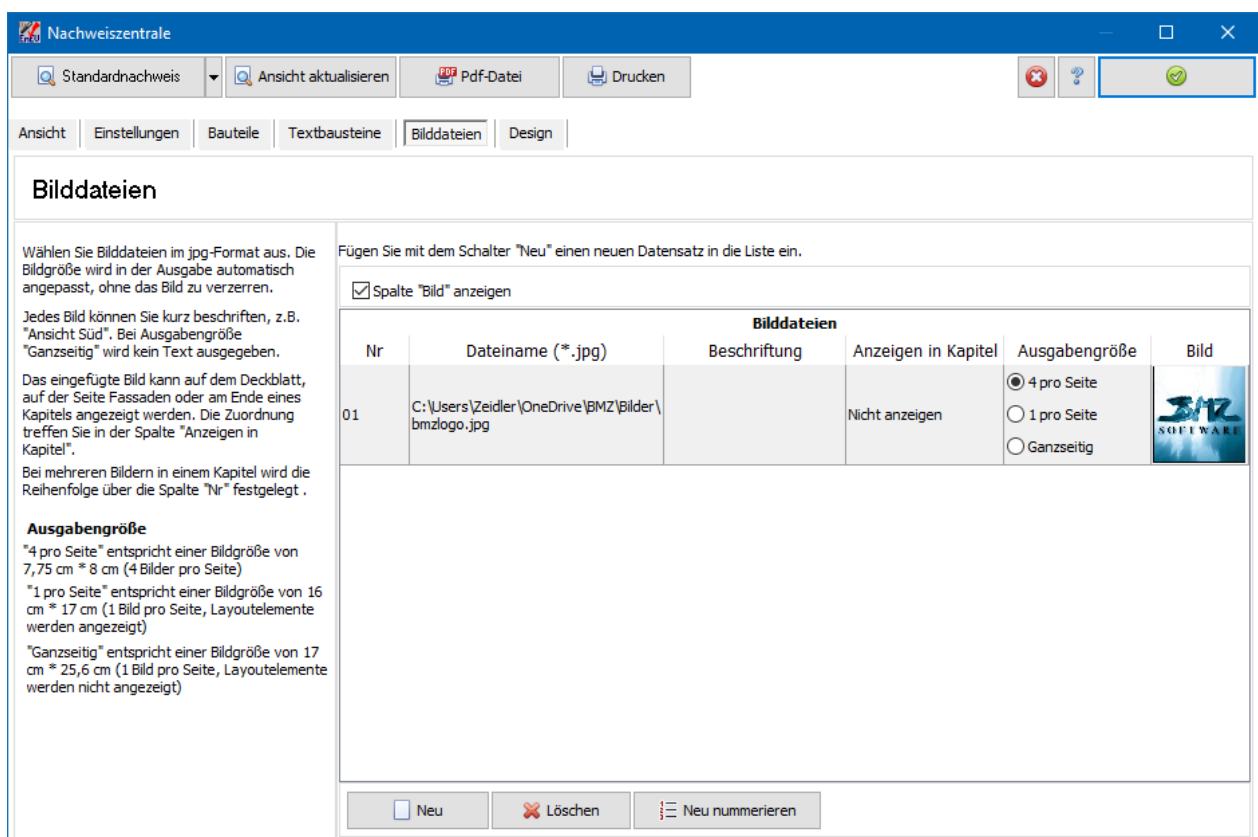 Nachweiszentrale
Standardnachweis
Ansicht aktualisieren
Pdf-Datei
Drucken
Ansicht
Einstellungen
Bauteile
Textbausteine
Bilddateien
Design
Bilddateien
Wählen Sie Bilddateien im jpg-Format aus. Die
Bildgröße wird in der Ausgabe automatisch
angepasst, ohne das Bild zu verzerren.
Jedes Bild können Sie kurz beschriften, z.B.
"Ansicht Süd". Bei Ausgabengröße
"Ganzseitig" wird kein Text ausgegeben.
Das eingefügte Bild kann auf dem Deckblatt,
auf der Seite Fassaden oder am Ende eines
Kapitels angezeigt werden. Die Zuordnung
treffen Sie in der Spalte "Anzeigen in
Kapitel".
Bei mehreren Bildern in einem Kapitel wird die
Reihenfolge über die Spalte "Nr" festgelegt .
Ausgabengröße
"4 pro Seite" entspricht einer Bildgröße von
7,75 cm * 8 cm (4 Bilder pro Seite)
"1 pro Seite" entspricht einer Bildgröße von 16
cm * 17 cm (1 Bild pro Seite, Layoutelemente
werden angezeigt)
"Ganzseitig" entspricht einer Bildgröße von 17
cm * 25,6 cm (1 Bild pro Seite, Layoutelemente
werden nicht angezeigt)
Fügen Sie mit dem Schalter "Neu" einen neuen Datensatz in die Liste ein.
Spalte "Bild" anzeigen
Bilddateien
Nr
Dateiname (*.jpg)
Beschriftung
Anzeigen in Kapitel
Ausgabengröße
Bild
01
C:\Users\Zeidler\OneDrive\BMZ\Bilder\
bmzlogo.jpg
Nicht anzeigen
4 pro Seite
1 pro Seite
Ganzseitig
BMZ
SOFTWARE
Neu
Löschen
Neu nummerieren